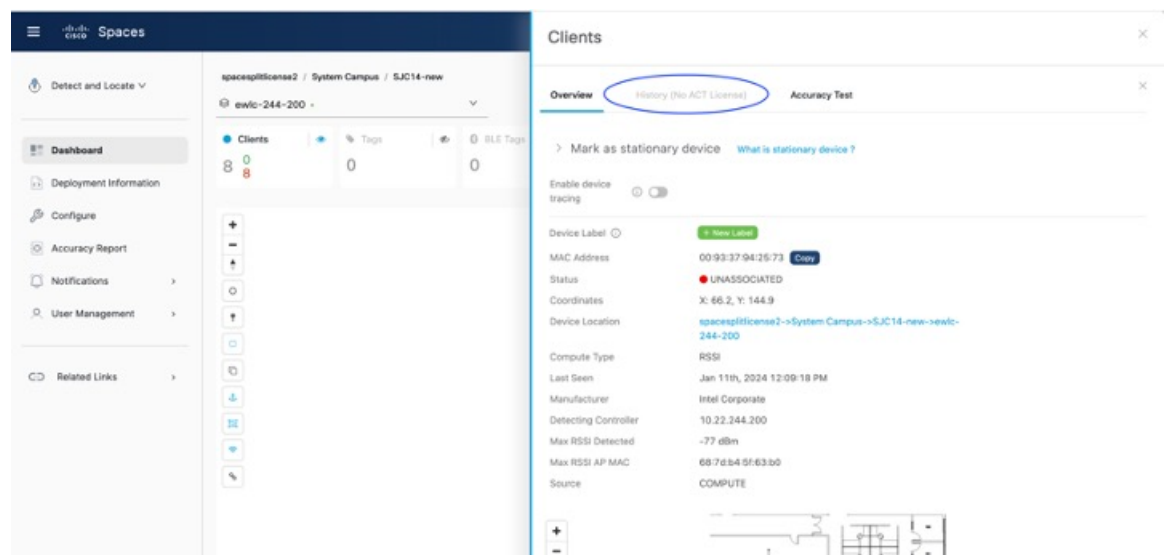 cisco Spaces
Detect and Locate
Dashboard
Deployment Information
Configure
Accuracy Report
Notifications
User Management
Related Links
spacesplitlicense2 / System Campus / SJC14-new
ewlc-244-200
Clients
8 0 8
Tags
0
0 BLE Tags
0
Clients
Overview History (No ACT License) Accuracy Test
Mark as stationary device What is stationary device ?
Enable device
tracing
Device Label + New Label
MAC Address 00:93:37:94:26:73 Copy
Status UNASSOCIATED
Coordinates X: 66.2, Y: 144.9
Device Location spacesplitlicense2->System Campus->SJC14-new->ewlc-
244-200
Compute Type RSSI
Last Seen Jan 11th, 2024 12:09:18 PM
Manufacturer Intel Corporate
Detecting Controller 10.22.244.200
Max RSSI Detected -77 dBm
Max RSSI AP MAC 68:7d:b4:5f:63:b0
Source COMPUTE